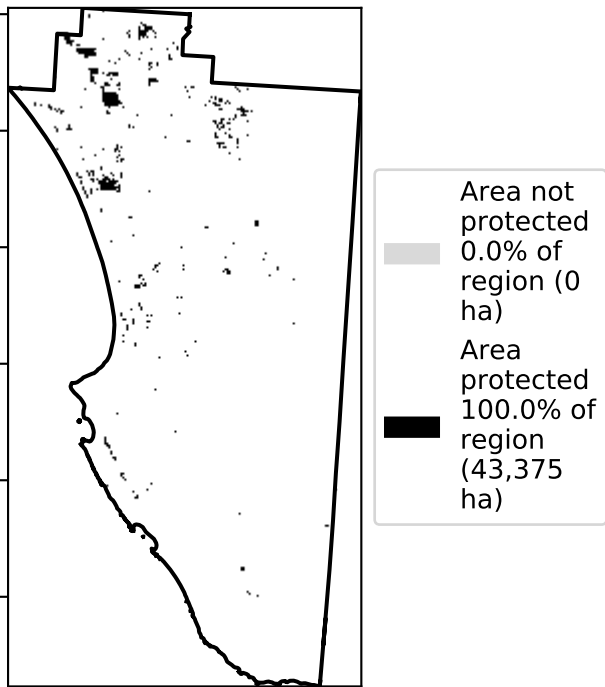 Area not
protected
0.0% of
region (0
ha)
Area
protected
100.0% of
region
(43,375
ha)